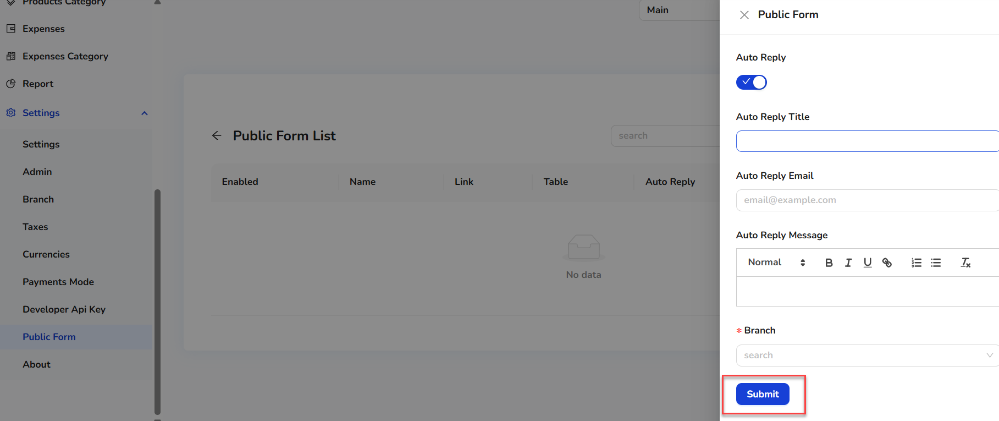 Products Category
Expenses
Expenses Category
Report
Settings
Settings
Admin
Branch
Taxes
Currencies
Payments Mode
Developer Api Key
Public Form
About
Main
Public Form List
search
Enabled Name Link Table Auto Reply
No data
Public Form
Auto Reply
Auto Reply Title
Auto Reply Email
email@example.com
Auto Reply Message
Normal
* Branch
search
Submit